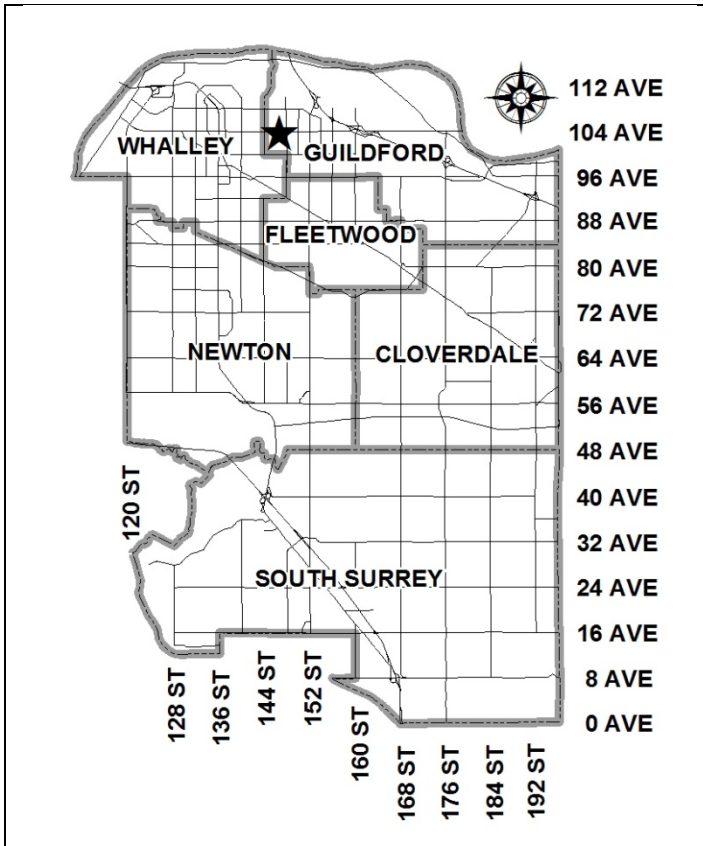 112 AVE
104 AVE
WHALLEY
GUILDFORD
96 AVE
88 AVE
FLEETWOOD
80 AVE
72 AVE
NEWTON
CLOVERDALE
64 AVE
56 AVE
48 AVE
120 ST
40 AVE
32 AVE
SOUTH SURREY
24 AVE
16 AVE
8 AVE
0 AVE
128 ST
136 ST
144 ST
152 ST
160 ST
168 ST
176 ST
184 ST
192 ST